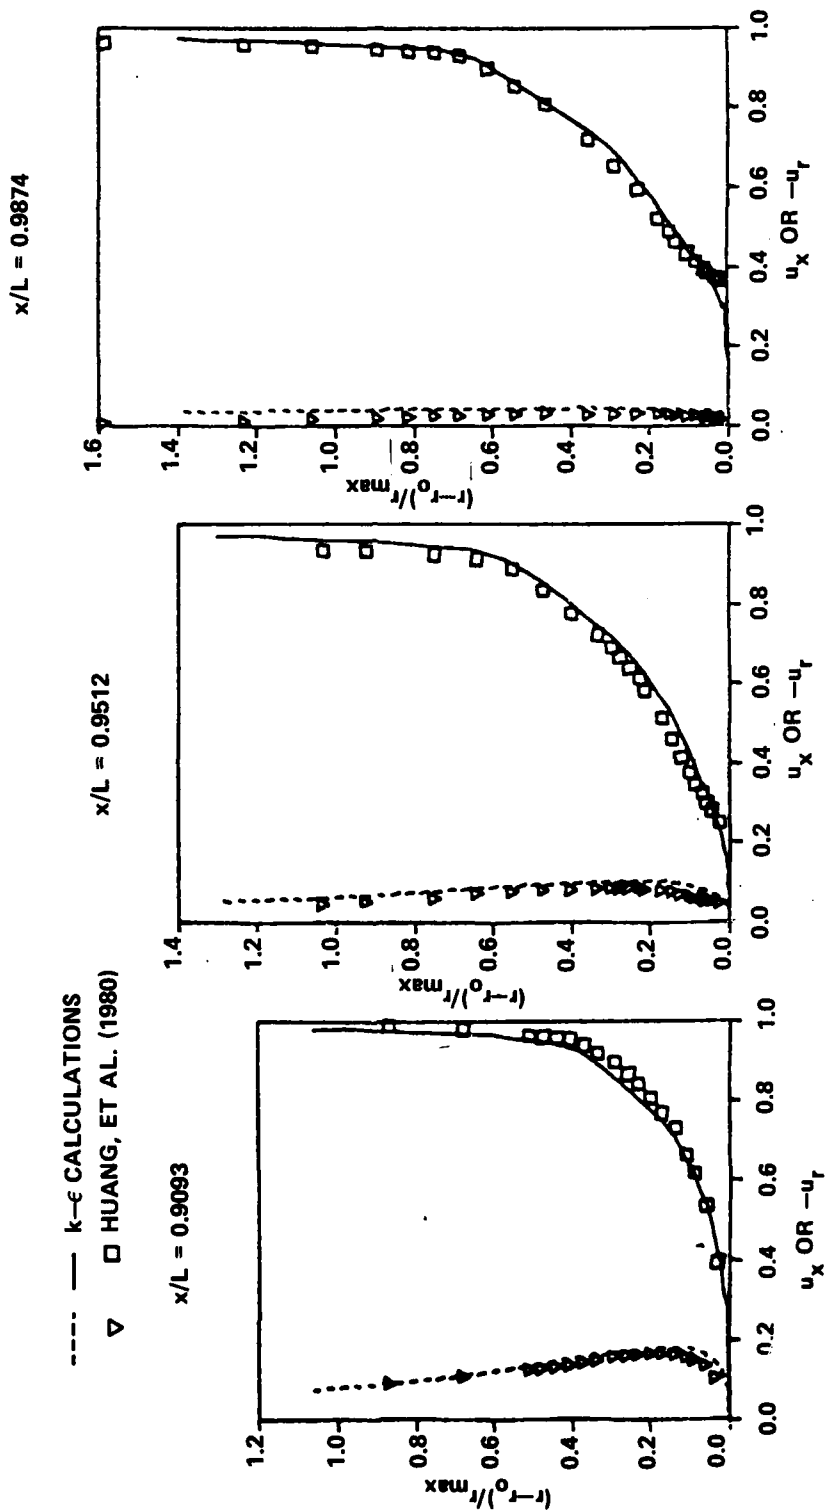 ---- — k–ϵ CALCULATIONS
▽ □ HUANG, ET AL. (1980)
x/L = 0.9093
1.2
1.0
0.8
0.6
0.4
0.2
0.0
(r—r₀)/rmax
0.0 0.2 0.4 0.6 0.8 1.0
uₓ OR –uᵣ
x/L = 0.9512
1.4
1.2
1.0
0.8
0.6
0.4
0.2
0.0
(r—r₀)/rmax
0.0 0.2 0.4 0.6 0.8 1.0
uₓ OR –uᵣ
x/L = 0.9874
1.6
1.4
1.2
1.0
0.8
0.6
0.4
0.2
0.0
(r—r₀)/rmax
0.0 0.2 0.4 0.6 0.8 1.0
uₓ OR –uᵣ